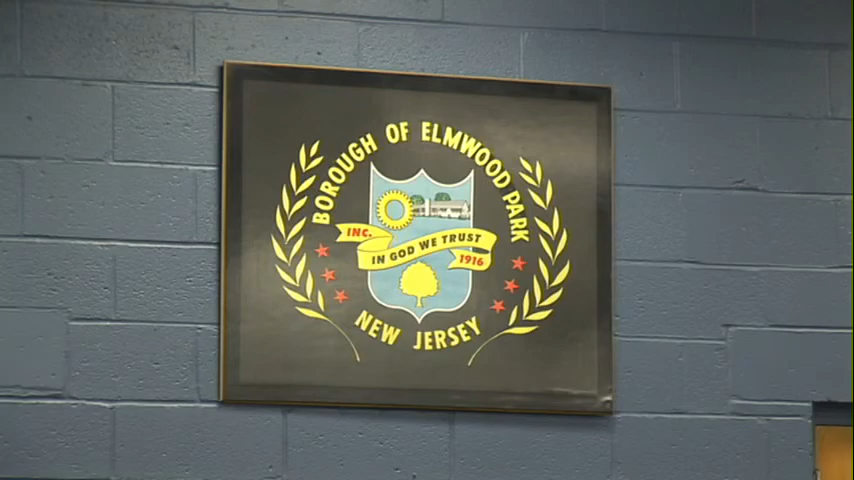 BOROUGH OF ELMWOOD PARK
INC.
IN GOD WE TRUST
1916
NEW JERSEY